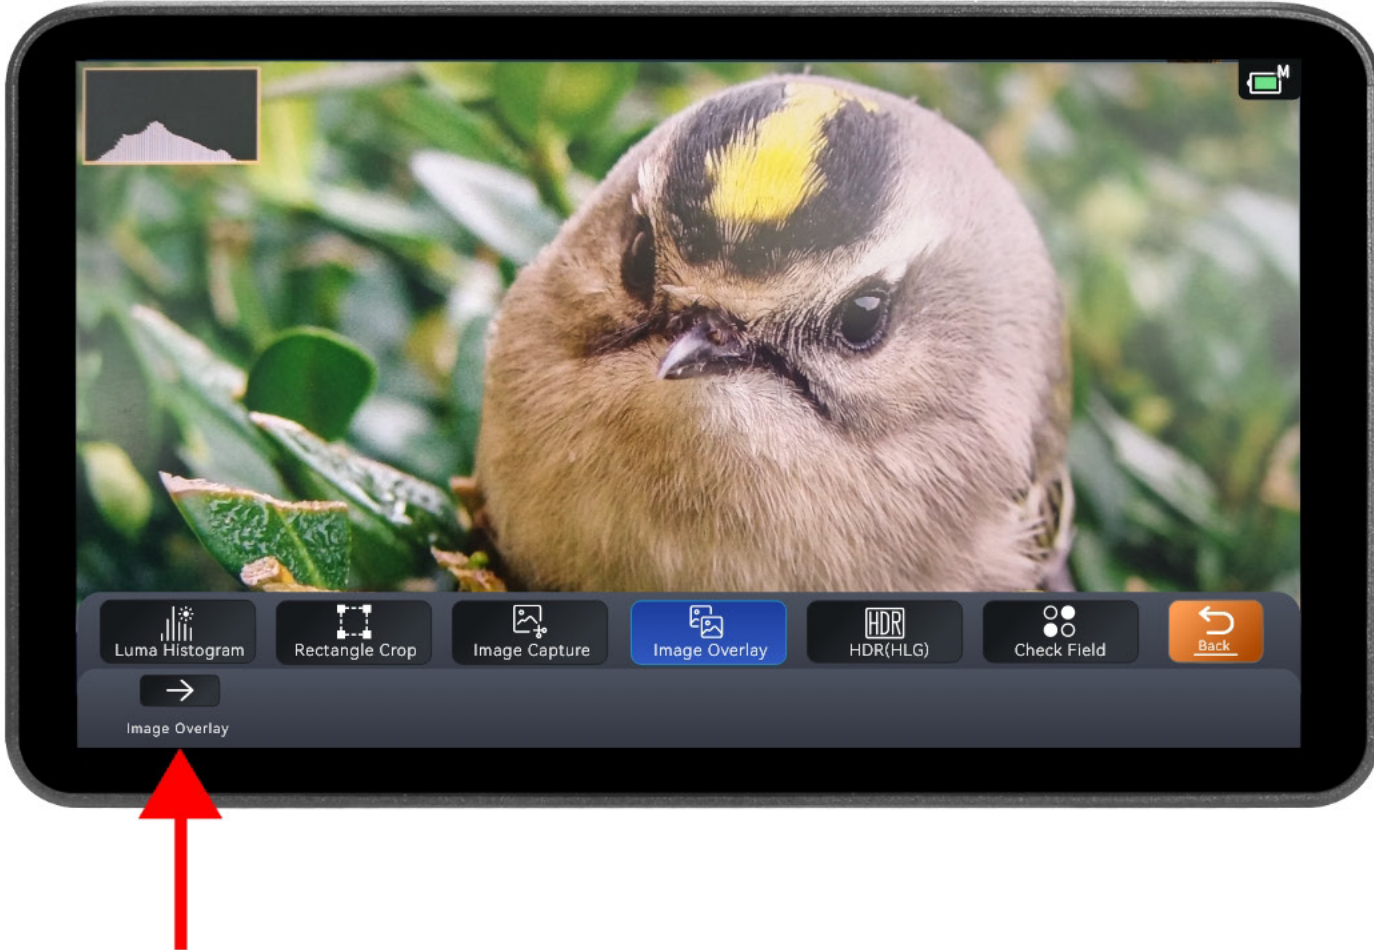 M
Luma Histogram
Rectangle Crop
Image Capture
Image Overlay
HDR
HDR(HLG)
Check Field
Back
Image Overlay